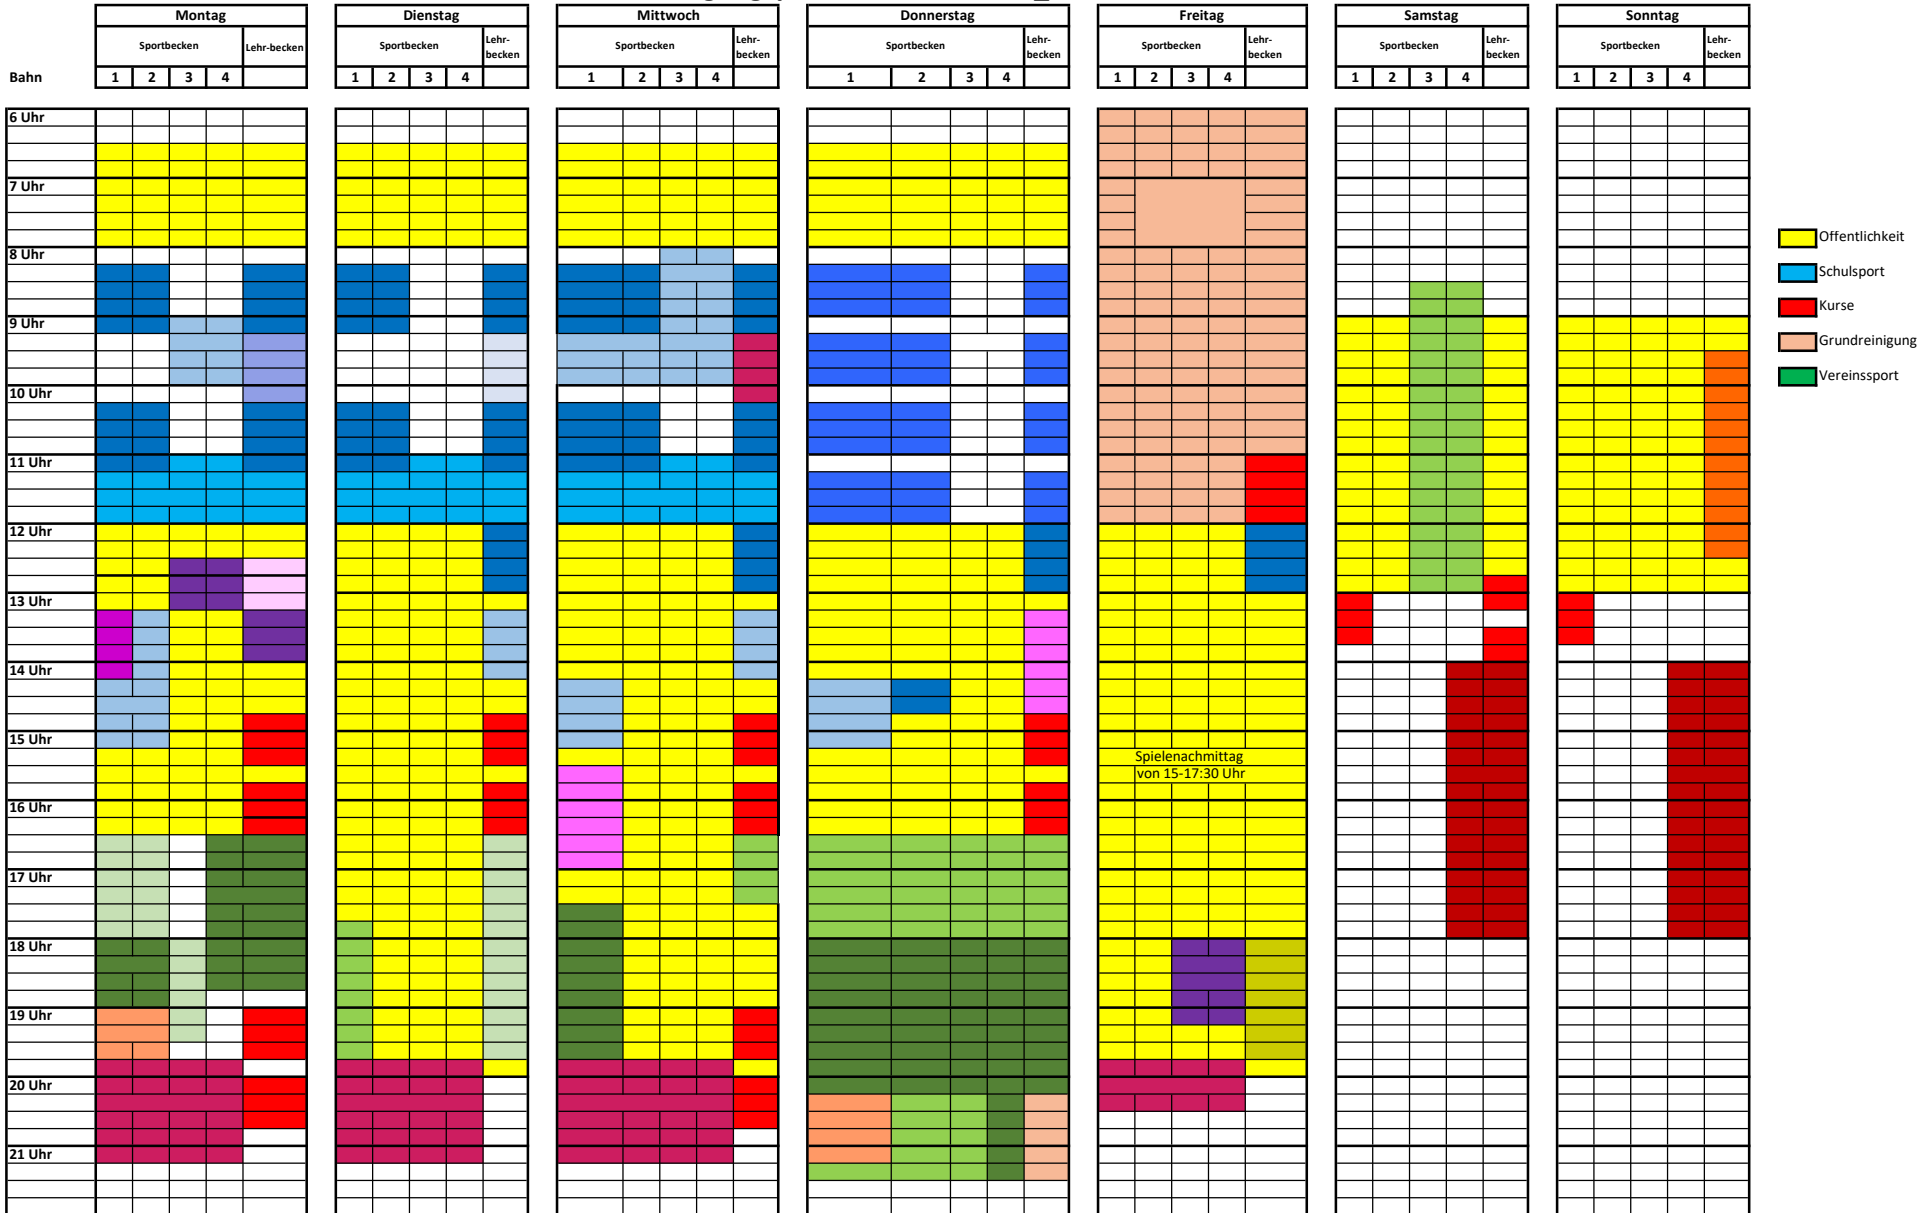 Montag
Dienstag
Mittwoch
Donnerstag
Freitag
Samstag
Sonntag
Sportbecken
Lehr-becken
Sportbecken
Lehr-
becken
Sportbecken
Lehr-
becken
Sportbecken
Lehr-
becken
Sportbecken
Lehr-
becken
Sportbecken
Lehr-
becken
Sportbecken
Lehr-
becken
Bahn 1 2 3 4 1 2 3 4 1 2 3 4 1 2 3 4 1 2 3 4 1 2 3 4 1 2 3 4
6 Uhr
7 Uhr
8 Uhr
9 Uhr
10 Uhr
11 Uhr
12 Uhr
13 Uhr
14 Uhr
15 Uhr
Spielenachmittag
von 15-17:30 Uhr
16 Uhr
17 Uhr
18 Uhr
19 Uhr
20 Uhr
21 Uhr
Offentlichkeit
Schulsport
Kurse
Grundreinigung
Vereinssport